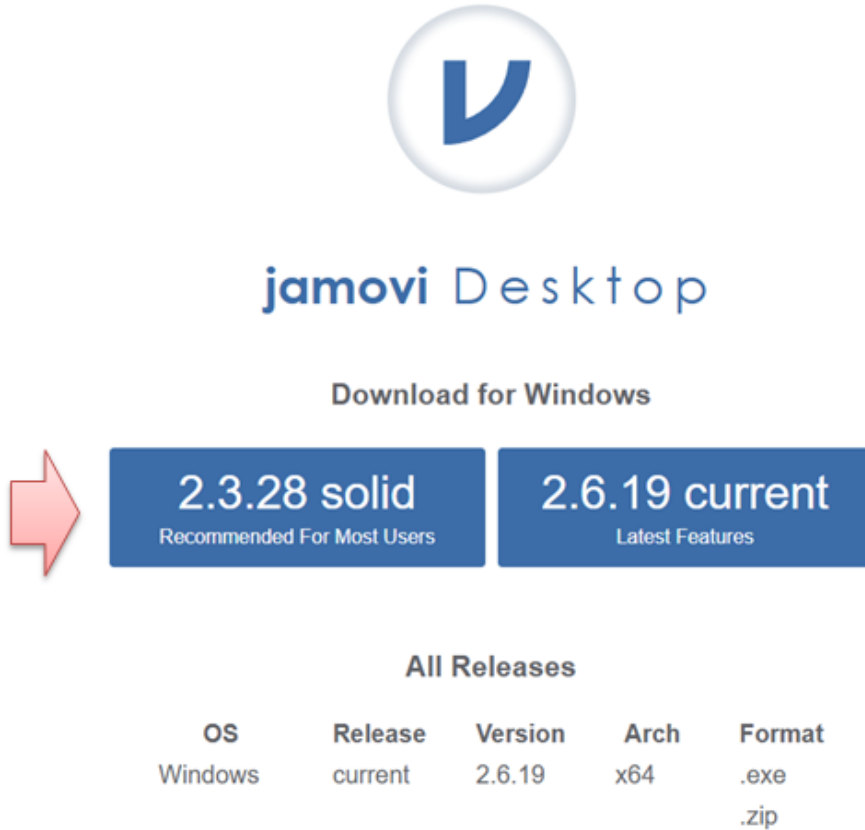 jamovi Desktop
Download for Windows
2.3.28 solid
Recommended For Most Users
2.6.19 current
Latest Features
All Releases
OS Release Version Arch Format
Windows current 2.6.19 x64 .exe
.zip